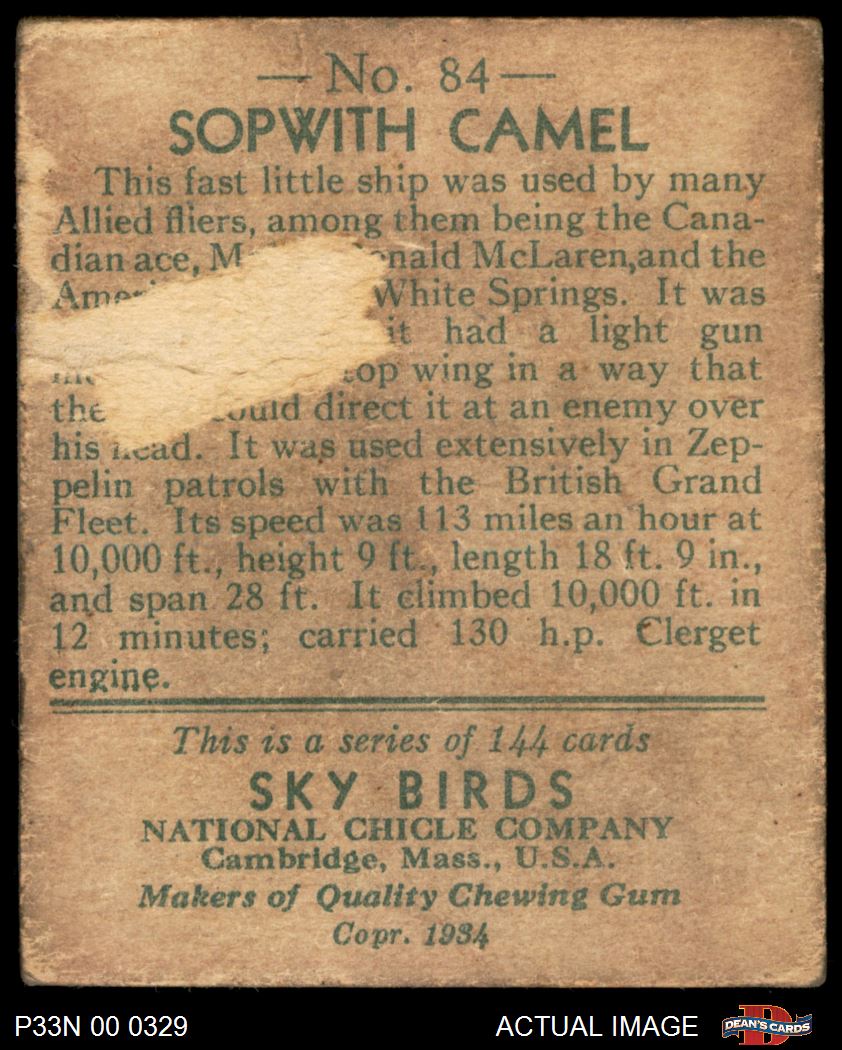 — No. 84 —
SOPWITH CAMEL
This fast little ship was used by many
Allied fliers, among them being the Cana-
dian ace, McLaren, and the
White Springs. It was
it had a light gun
top wing in a way that
the could direct it at an enemy over
his head. It was used extensively in Zep-
pelin patrols with the British Grand
Fleet. Its speed was 113 miles an hour at
10,000 ft., height 9 ft., length 18 ft. 9 in.,
and span 28 ft. It climbed 10,000 ft. in
12 minutes; carried 130 h.p. Clerget
engine.
This is a series of 144 cards
SKY BIRDS
NATIONAL CHICLE COMPANY
Cambridge, Mass., U.S.A.
Makers of Quality Chewing Gum
Copr. 1934
P33N 00 0329
ACTUAL IMAGE
D
DEAN'S CARDS